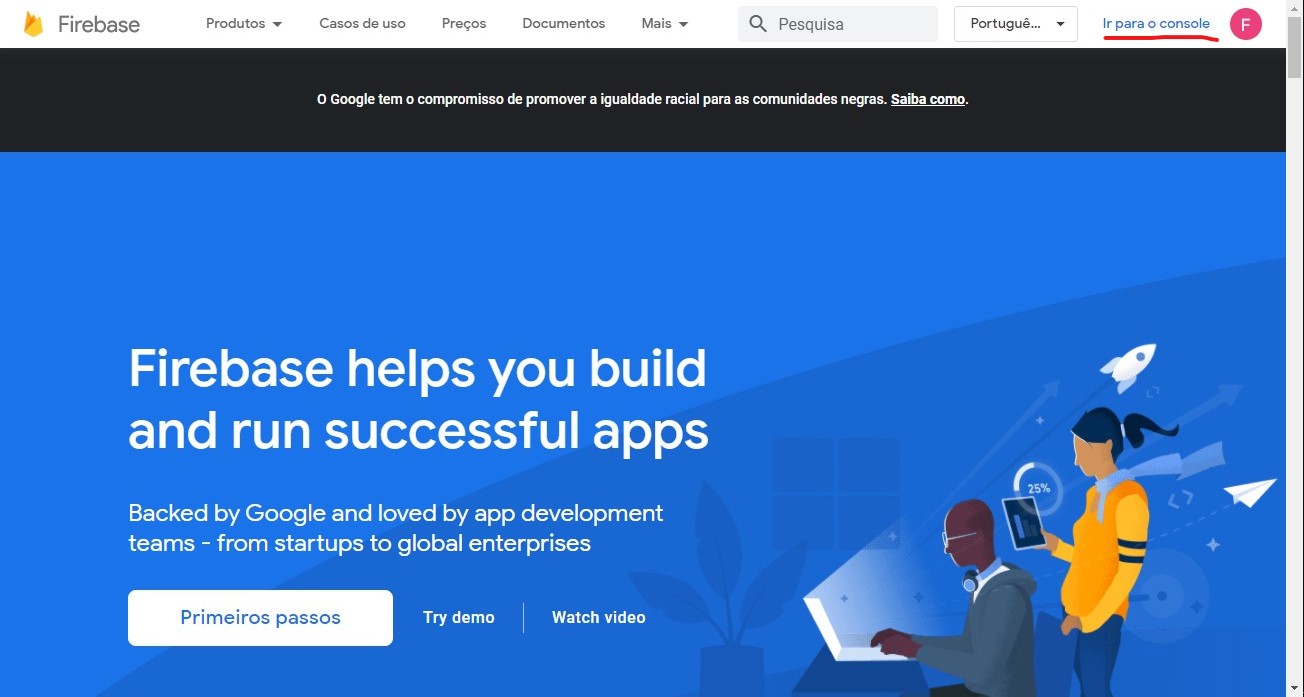 Firebase
Produtos
Casos de uso
Preços
Documentos
Mais
Pesquisa
Portuguê...
Ir para o console
F
O Google tem o compromisso de promover a igualdade racial para as comunidades negras. Saiba como.
Firebase helps you build
and run successful apps
Backed by Google and loved by app development
teams - from startups to global enterprises
Primeiros passos
Try demo
Watch video
25%